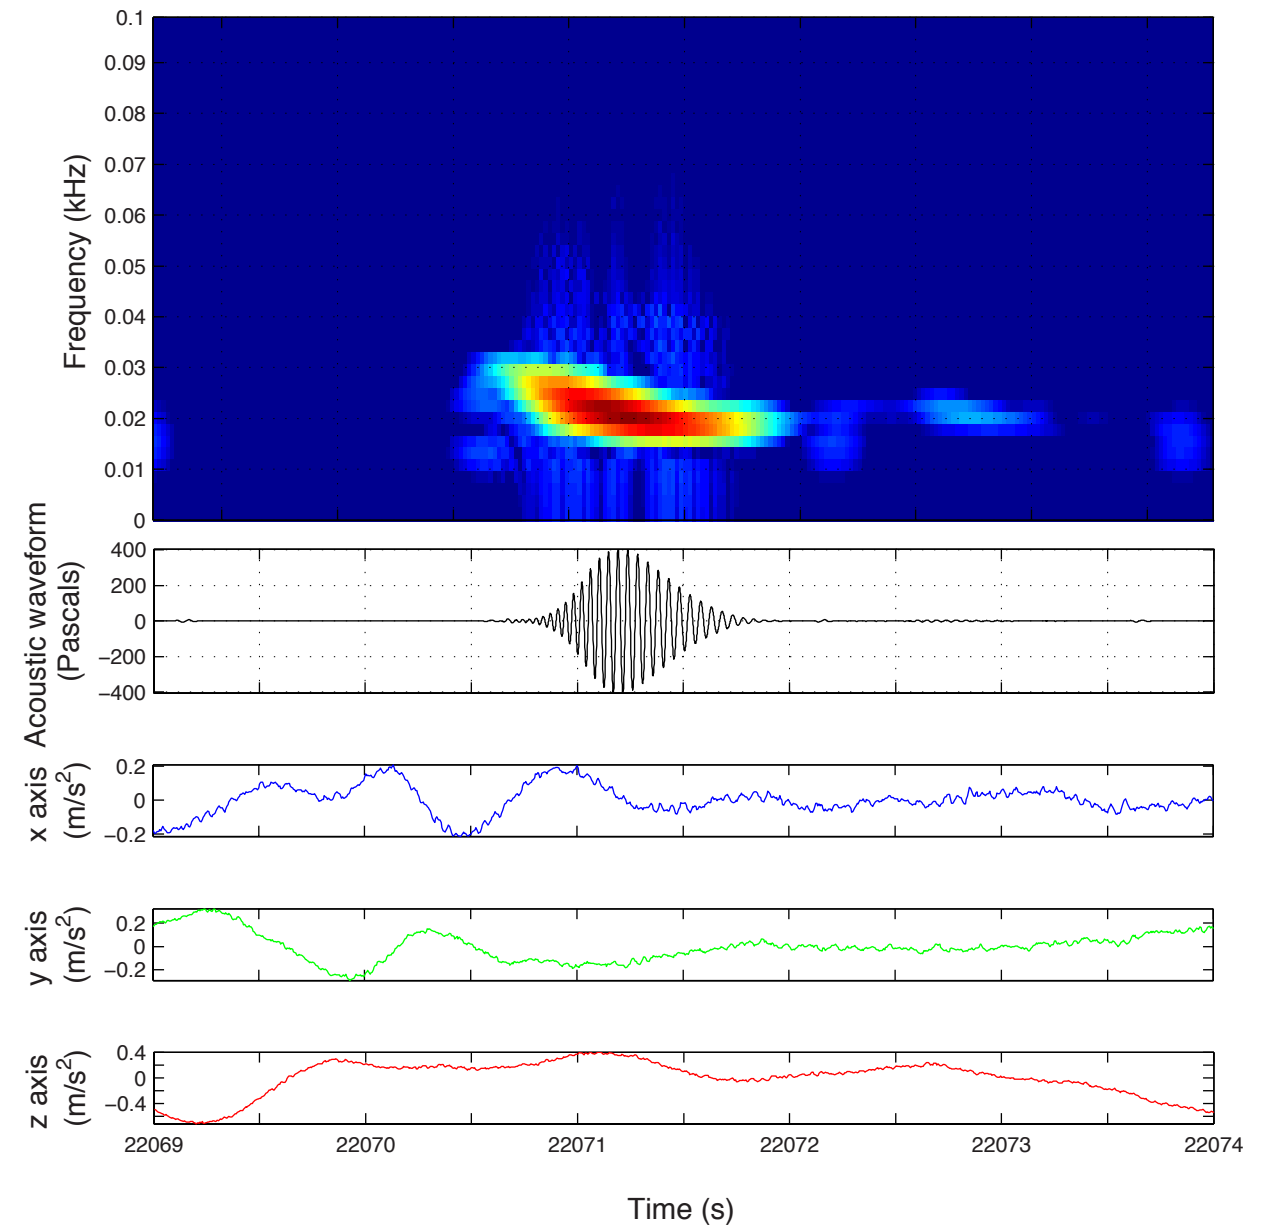 0.1
0.09
0.08
0.07
0.06
0.05
0.04
0.03
0.02
0.01
0
Frequency (kHz)
400
200
0
−200
−400
Acoustic waveform
(Pascals)
0.2
0
−0.2
x axis
(m/s²)
0.2
0
−0.2
y axis
(m/s²)
0.4
0
−0.4
z axis
(m/s²)
22069 22070 22071 22072 22073 22074
Time (s)